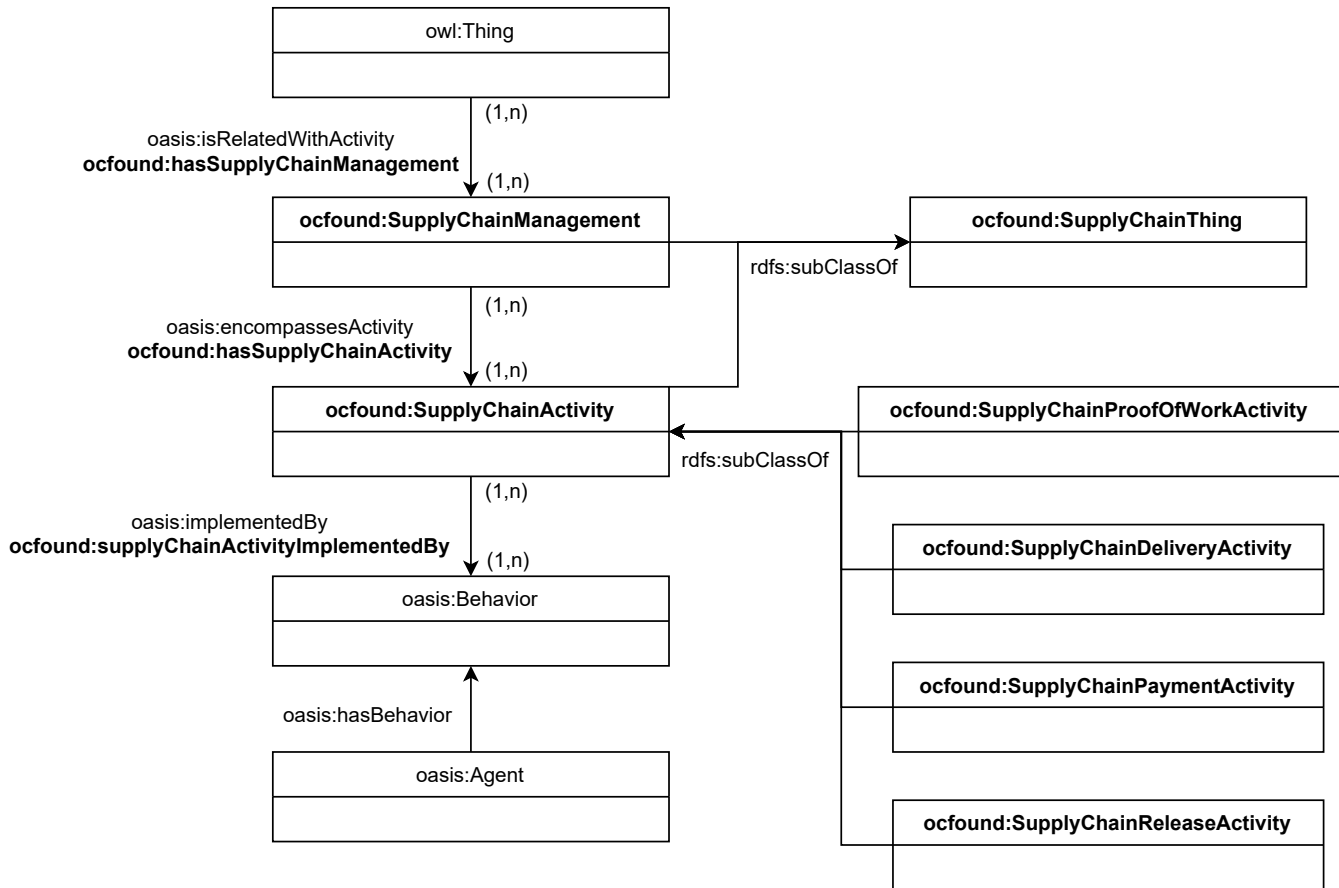 owl:Thing
(1,n)
oasis:isRelatedWithActivity
ocfound:hasSupplyChainManagement
(1,n)
ocfound:SupplyChainManagement
ocfound:SupplyChainThing
rdfs:subClassOf
(1,n)
oasis:encompassesActivity
ocfound:hasSupplyChainActivity
(1,n)
ocfound:SupplyChainActivity
ocfound:SupplyChainProofOfWorkActivity
rdfs:subClassOf
(1,n)
oasis:implementedBy
ocfound:supplyChainActivityImplementedBy
ocfound:SupplyChainDeliveryActivity
(1,n)
oasis:Behavior
ocfound:SupplyChainPaymentActivity
oasis:hasBehavior
oasis:Agent
ocfound:SupplyChainReleaseActivity